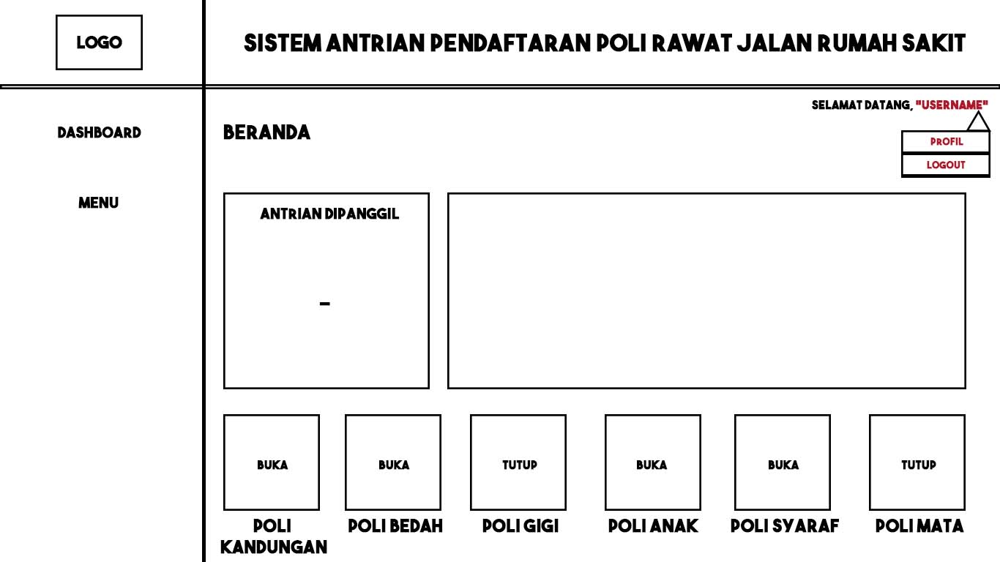 LOGO
SISTEM ANTRIAN PENDAFTARAN POLI RAWAT JALAN RUMAH SAKIT
SELAMAT DATANG, "USERNAME"
DASHBOARD
BERANDA
PROFIL
LOGOUT
MENU
ANTRIAN DIPANGGIL
-
BUKA
BUKA
TUTUP
BUKA
BUKA
TUTUP
POLI
KANDUNGAN
POLI BEDAH
POLI GIGI
POLI ANAK
POLI SYARAF
POLI MATA